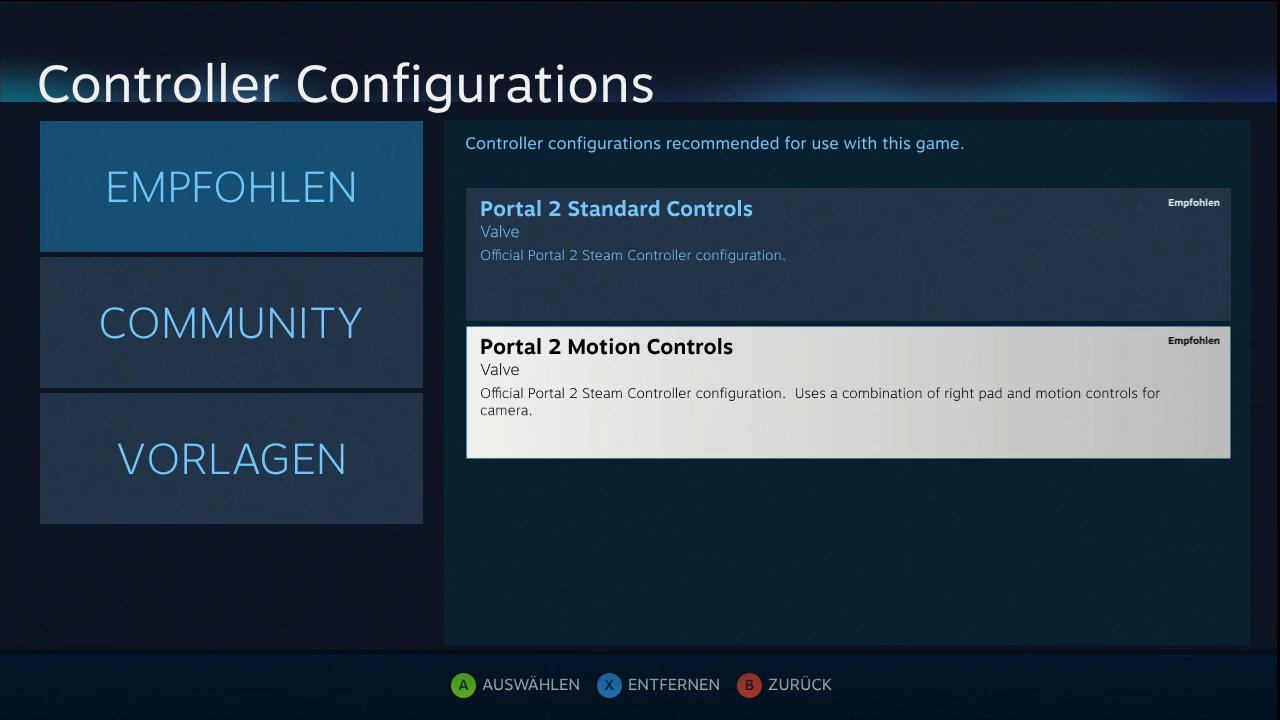 Controller Configurations
EMPFOHLEN
COMMUNITY
VORLAGEN
Controller configurations recommended for use with this game.
Portal 2 Standard Controls
Empfohlen
Valve
Official Portal 2 Steam Controller configuration.
Portal 2 Motion Controls
Empfohlen
Valve
Official Portal 2 Steam Controller configuration.  Uses a combination of right pad and motion controls for
camera.
A AUSWÄHLEN X ENTFERNEN B ZURÜCK